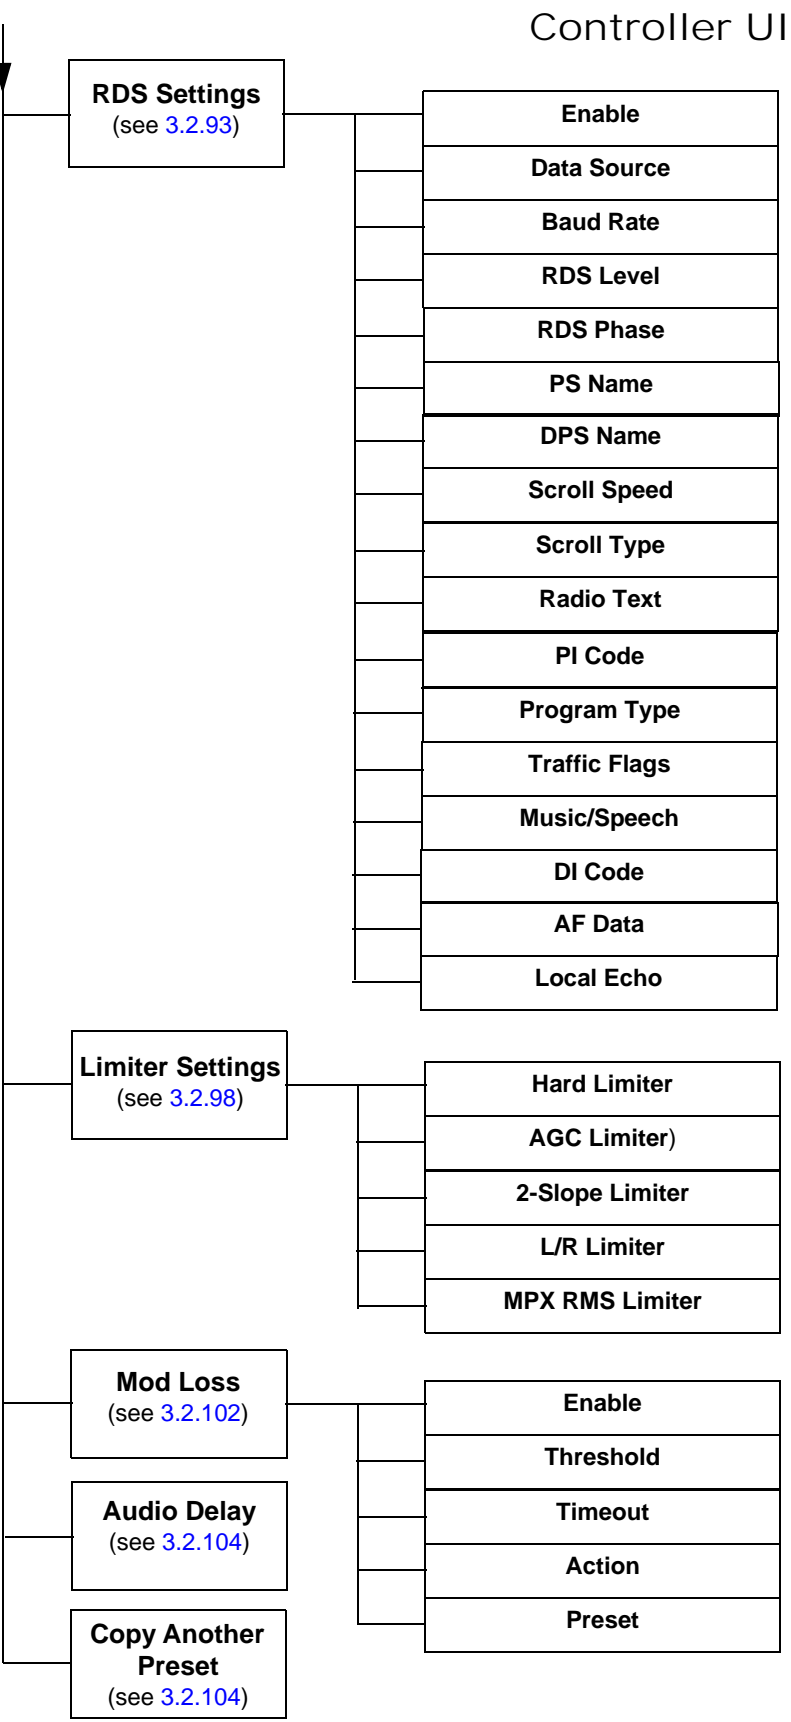 Controller UI
RDS Settings
(see 3.2.93)
Enable
Data Source
Baud Rate
RDS Level
RDS Phase
PS Name
DPS Name
Scroll Speed
Scroll Type
Radio Text
PI Code
Program Type
Traffic Flags
Music/Speech
DI Code
AF Data
Local Echo
Limiter Settings
(see 3.2.98)
Hard Limiter
AGC Limiter)
2-Slope Limiter
L/R Limiter
MPX RMS Limiter
Mod Loss
(see 3.2.102)
Enable
Threshold
Timeout
Action
Preset
Audio Delay
(see 3.2.104)
Copy Another
Preset
(see 3.2.104)